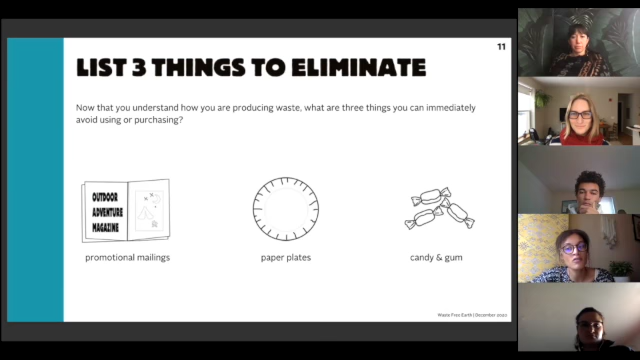 11
LIST 3 THINGS TO ELIMINATE
Now that you understand how you are producing waste, what are three things you can immediately
avoid using or purchasing?
OUTDOOR
ADVENTURE
MAGAZINE
promotional mailings
paper plates
candy & gum
Waste Free Earth | December 2020